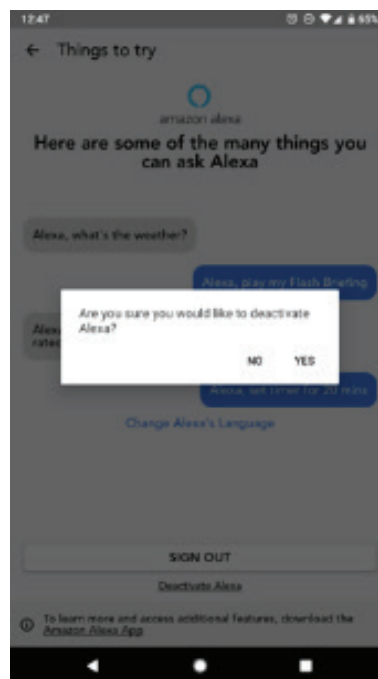 12:47
65%
Things to try
amazon alexa
Here are some of the many things you
can ask Alexa
Alexa, what's the weather?
Alexa, play my Flash Briefing
Are you sure you would like to deactivate
Alexa?
NO YES
Alexa, set timer for 20 mins
Change Alexa's Language
SIGN OUT
Deactivate Alexa
To learn more and access additional features, download the
Amazon Alexa App